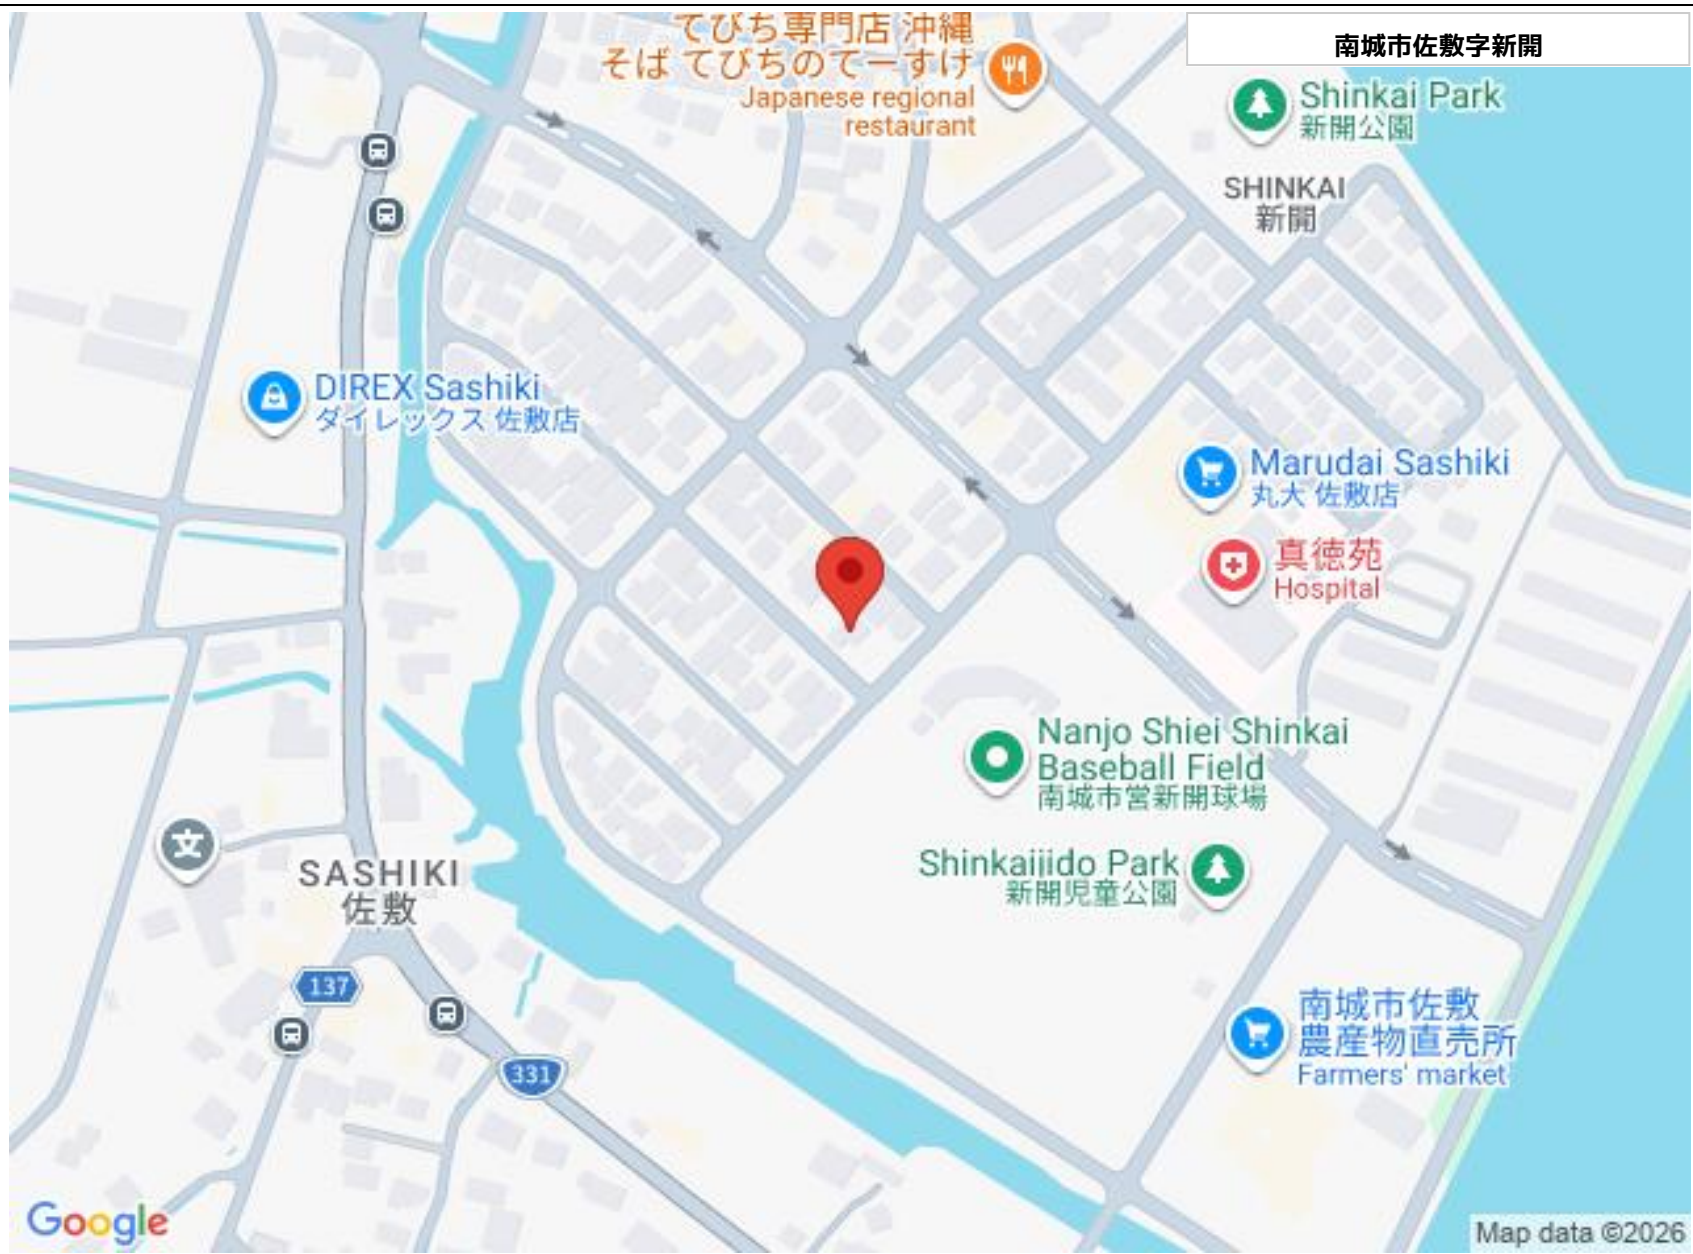 南城市佐敷字新開
てびち専門店 沖縄
そば てびちのてーすけ
Japanese regional
restaurant
Shinkai Park
新開公園
SHINKAI
新開
DIREX Sashiki
ダイレックス 佐敷店
Marudai Sashiki
丸大 佐敷店
真徳苑
Hospital
Nanjo Shiei Shinkai
Baseball Field
南城市営新開球場
文
SASHIKI
佐敷
Shinkaijido Park
新開児童公園
137
331
南城市佐敷
農産物直売所
Farmers' market
Google
Map data ©2026